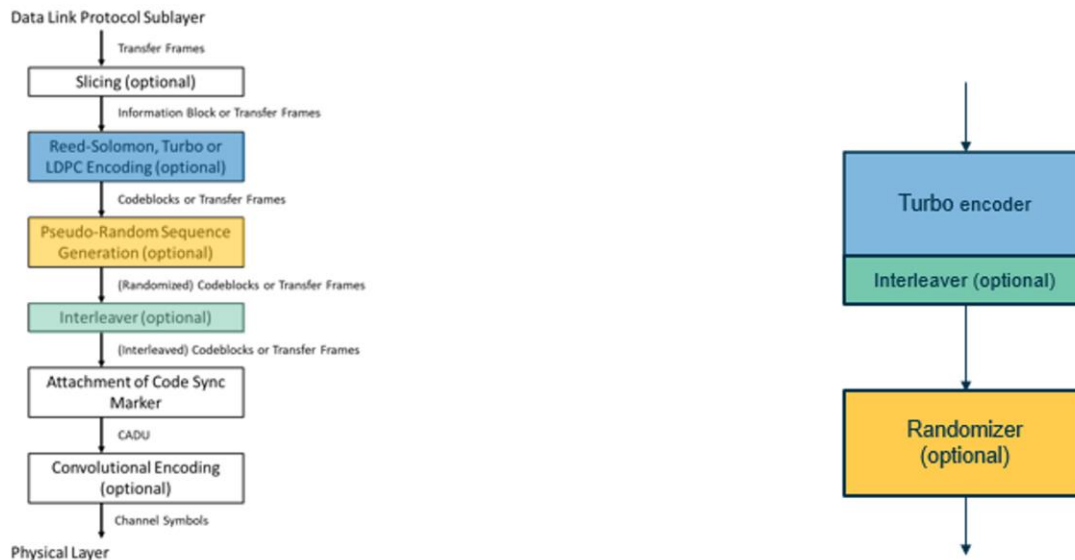 Data Link Protocol Sublayer
Transfer Frames
Slicing (optional)
Information Block or Transfer Frames
Reed-Solomon, Turbo or
LDPC Encoding (optional)
Codeblocks or Transfer Frames
Pseudo-Random Sequence
Generation (optional)
(Randomized) Codeblocks or Transfer Frames
Interleaver (optional)
(Interleaved) Codeblocks or Transfer Frames
Attachment of Code Sync
Marker
CADU
Convolutional Encoding
(optional)
Channel Symbols
Physical Layer
Turbo encoder
Interleaver (optional)
Randomizer
(optional)